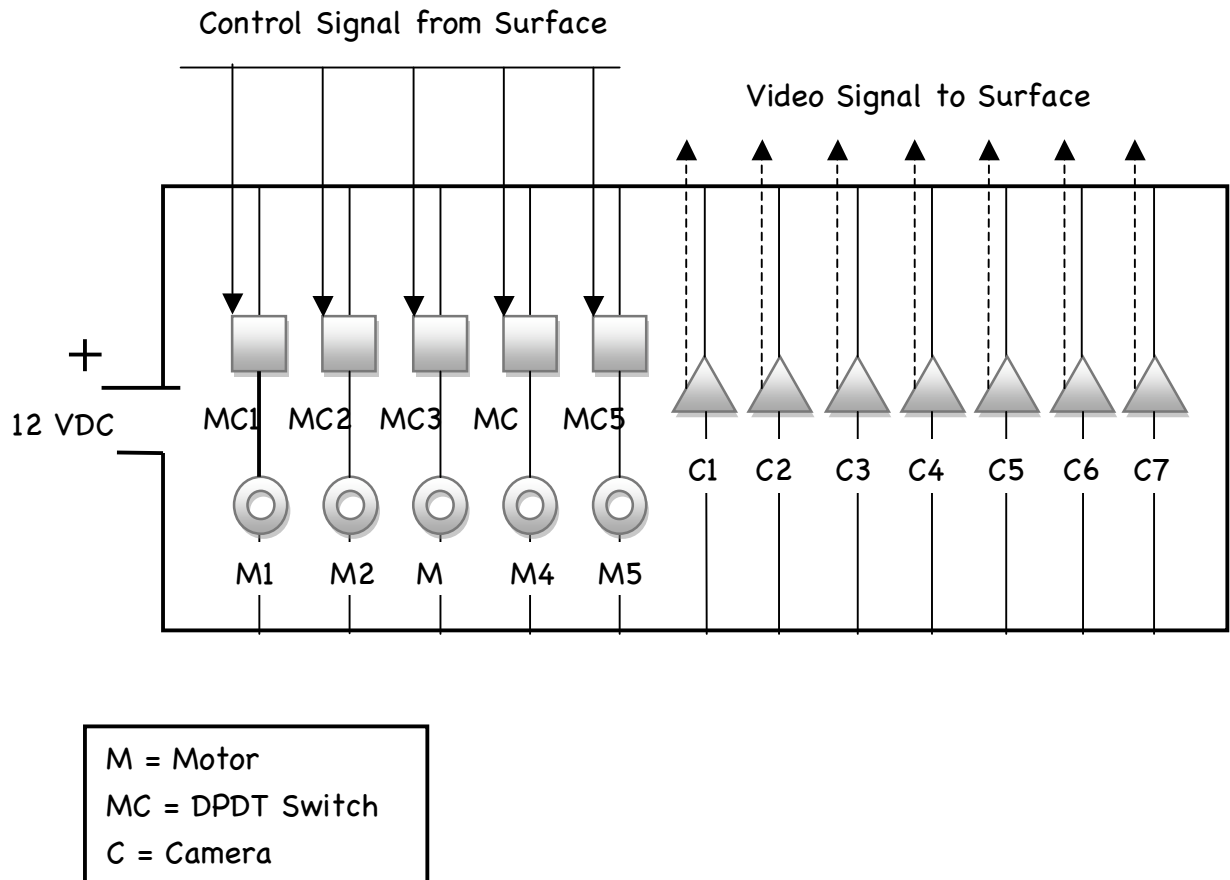 Control Signal from Surface
Video Signal to Surface
+
12 VDC
MC1 MC2 MC3 MC MC5
C1 C2 C3 C4 C5 C6 C7
M1 M2 M M4 M5
M = Motor
MC = DPDT Switch
C = Camera